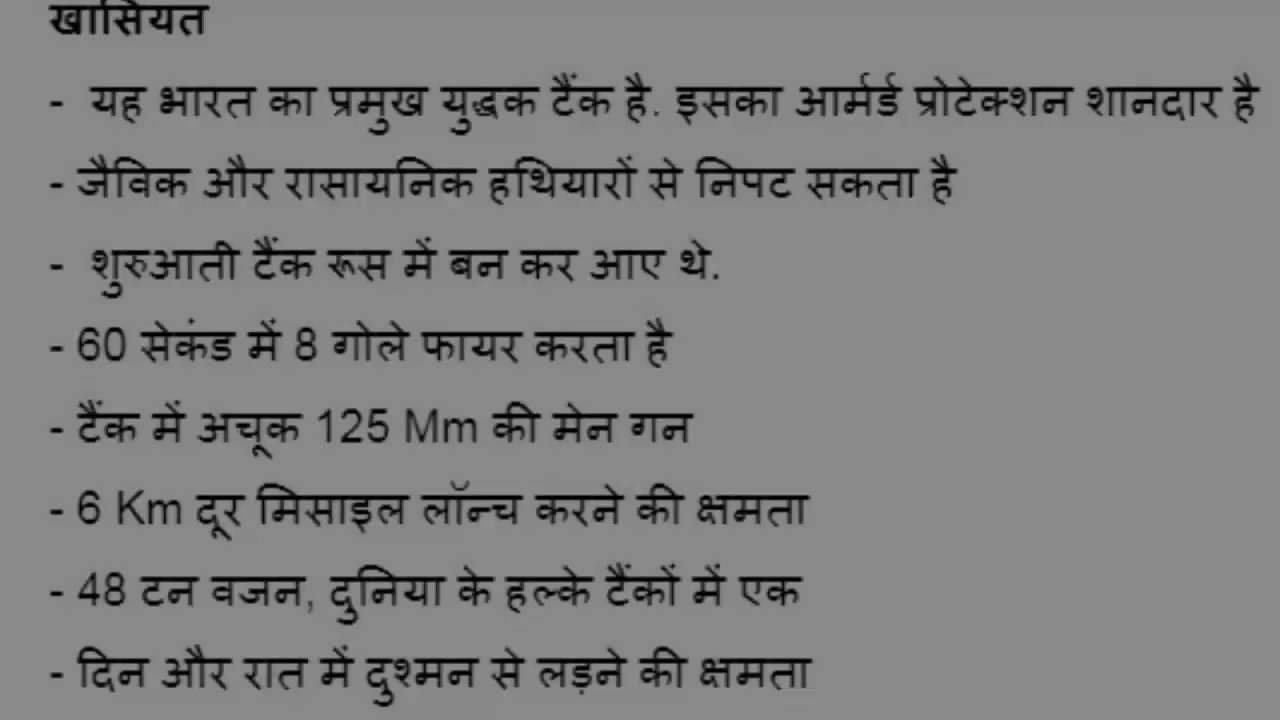 खासियत
- यह भारत का प्रमुख युद्धक टैंक है. इसका आर्मर्ड प्रोटेक्शन शानदार है
- जैविक और रासायनिक हथियारों से निपट सकता है
- शुरुआती टैंक रूस में बन कर आए थे.
- 60 सेकंड में 8 गोले फायर करता है
- टैंक में अचूक 125 Mm की मेन गन
- 6 Km दूर मिसाइल लॉन्च करने की क्षमता
- 48 टन वजन, दुनिया के हल्के टैंकों में एक
- दिन और रात में दुश्मन से लड़ने की क्षमता